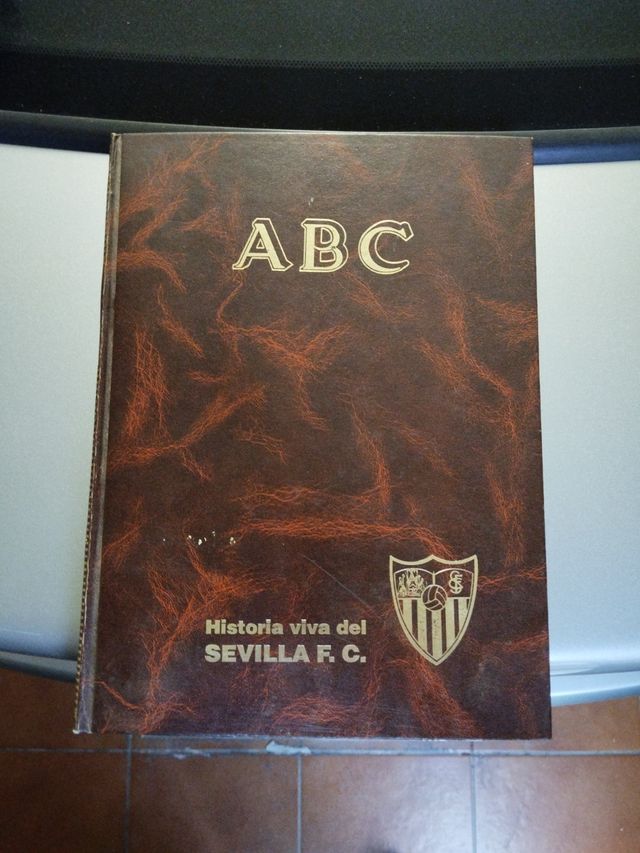 ABC
Historia viva del
SEVILLA F. C.